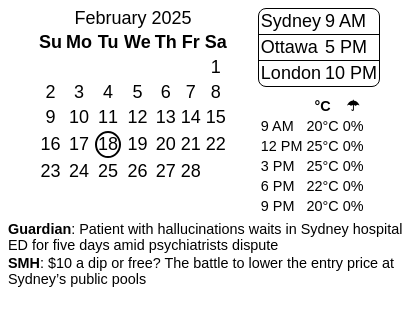 February 2025
Su Mo Tu We Th Fr Sa
1
2 3 4 5 6 7 8
9 10 11 12 13 14 15
16 17 18 19 20 21 22
23 24 25 26 27 28
Sydney 9 AM
Ottawa 5 PM
London 10 PM
°C ☂
9 AM 20°C 0%
12 PM 25°C 0%
3 PM 25°C 0%
6 PM 22°C 0%
9 PM 20°C 0%
Guardian: Patient with hallucinations waits in Sydney hospital
ED for five days amid psychiatrists dispute
SMH: $10 a dip or free? The battle to lower the entry price at
Sydney’s public pools